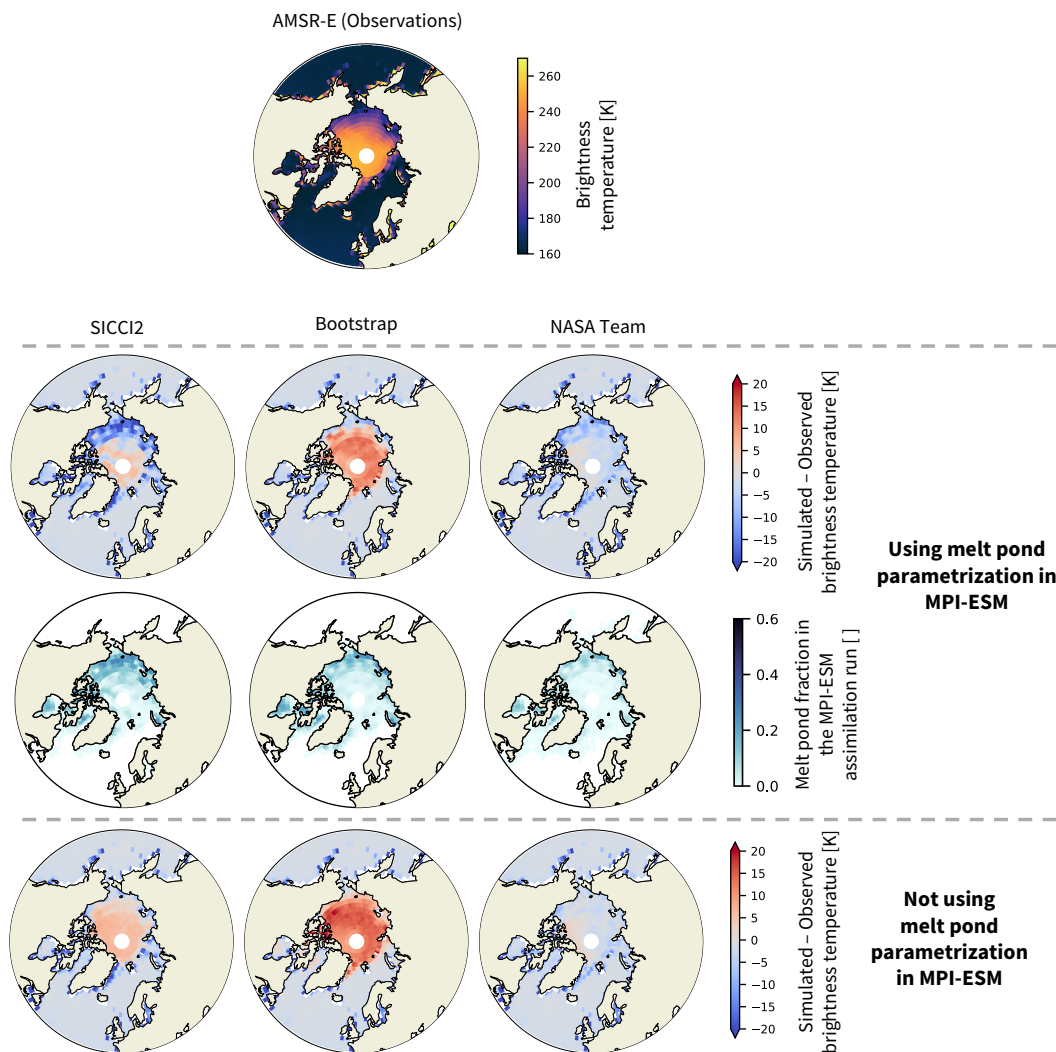 AMSR-E (Observations)
260
240
220
200
180
160
Brightness
temperature [K]
SICCI2
Bootstrap
NASA Team
20
15
10
5
0
−5
−10
−15
−20
Simulated – Observed
brightness temperature [K]
Using melt pond
parametrization in
MPI-ESM
0.6
0.4
0.2
0.0
Melt pond fraction in
the MPI-ESM
assimilation run [ ]
20
15
10
5
0
−5
−10
−15
−20
Simulated – Observed
brightness temperature [K]
Not using
melt pond
parametrization
in MPI-ESM